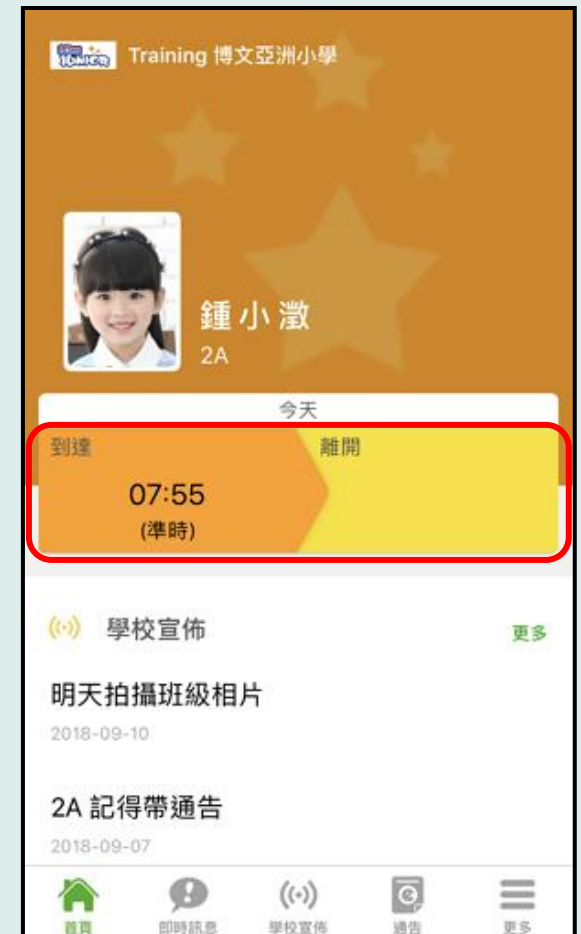 JUNIOR
Training 博文亞洲小學
鍾小澂
2A
今天
到達
離開
07:55
(準時)
學校宣佈
更多
明天拍攝班級相片
2018-09-10
2A 記得帶通告
2018-09-07
首頁
即時訊息
學校宣佈
通告
更多